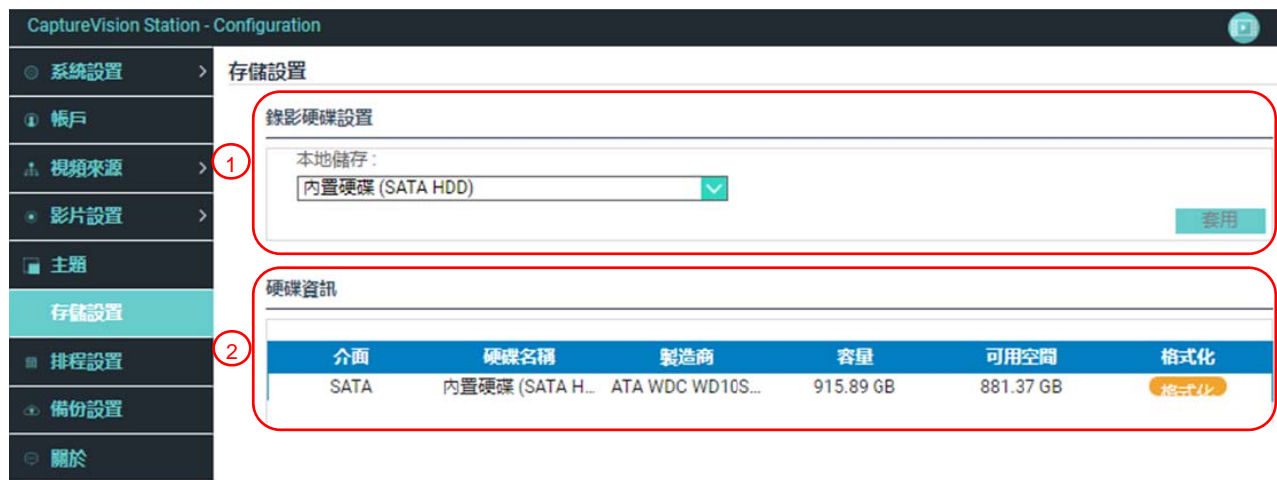 CaptureVision Station - Configuration
系統設置
帳戶
視頻來源
影片設置
主題
存儲設置
排程設置
備份設置
關於
存儲設置
1
錄影硬碟設置
本地儲存 :
內置硬碟 (SATA HDD)
套用
2
硬碟資訊
介面 硬碟名稱 製造商 容量 可用空間 格式化
SATA 內置硬碟 (SATA H... ATA WDC WD10S... 915.89 GB 881.37 GB 格式化